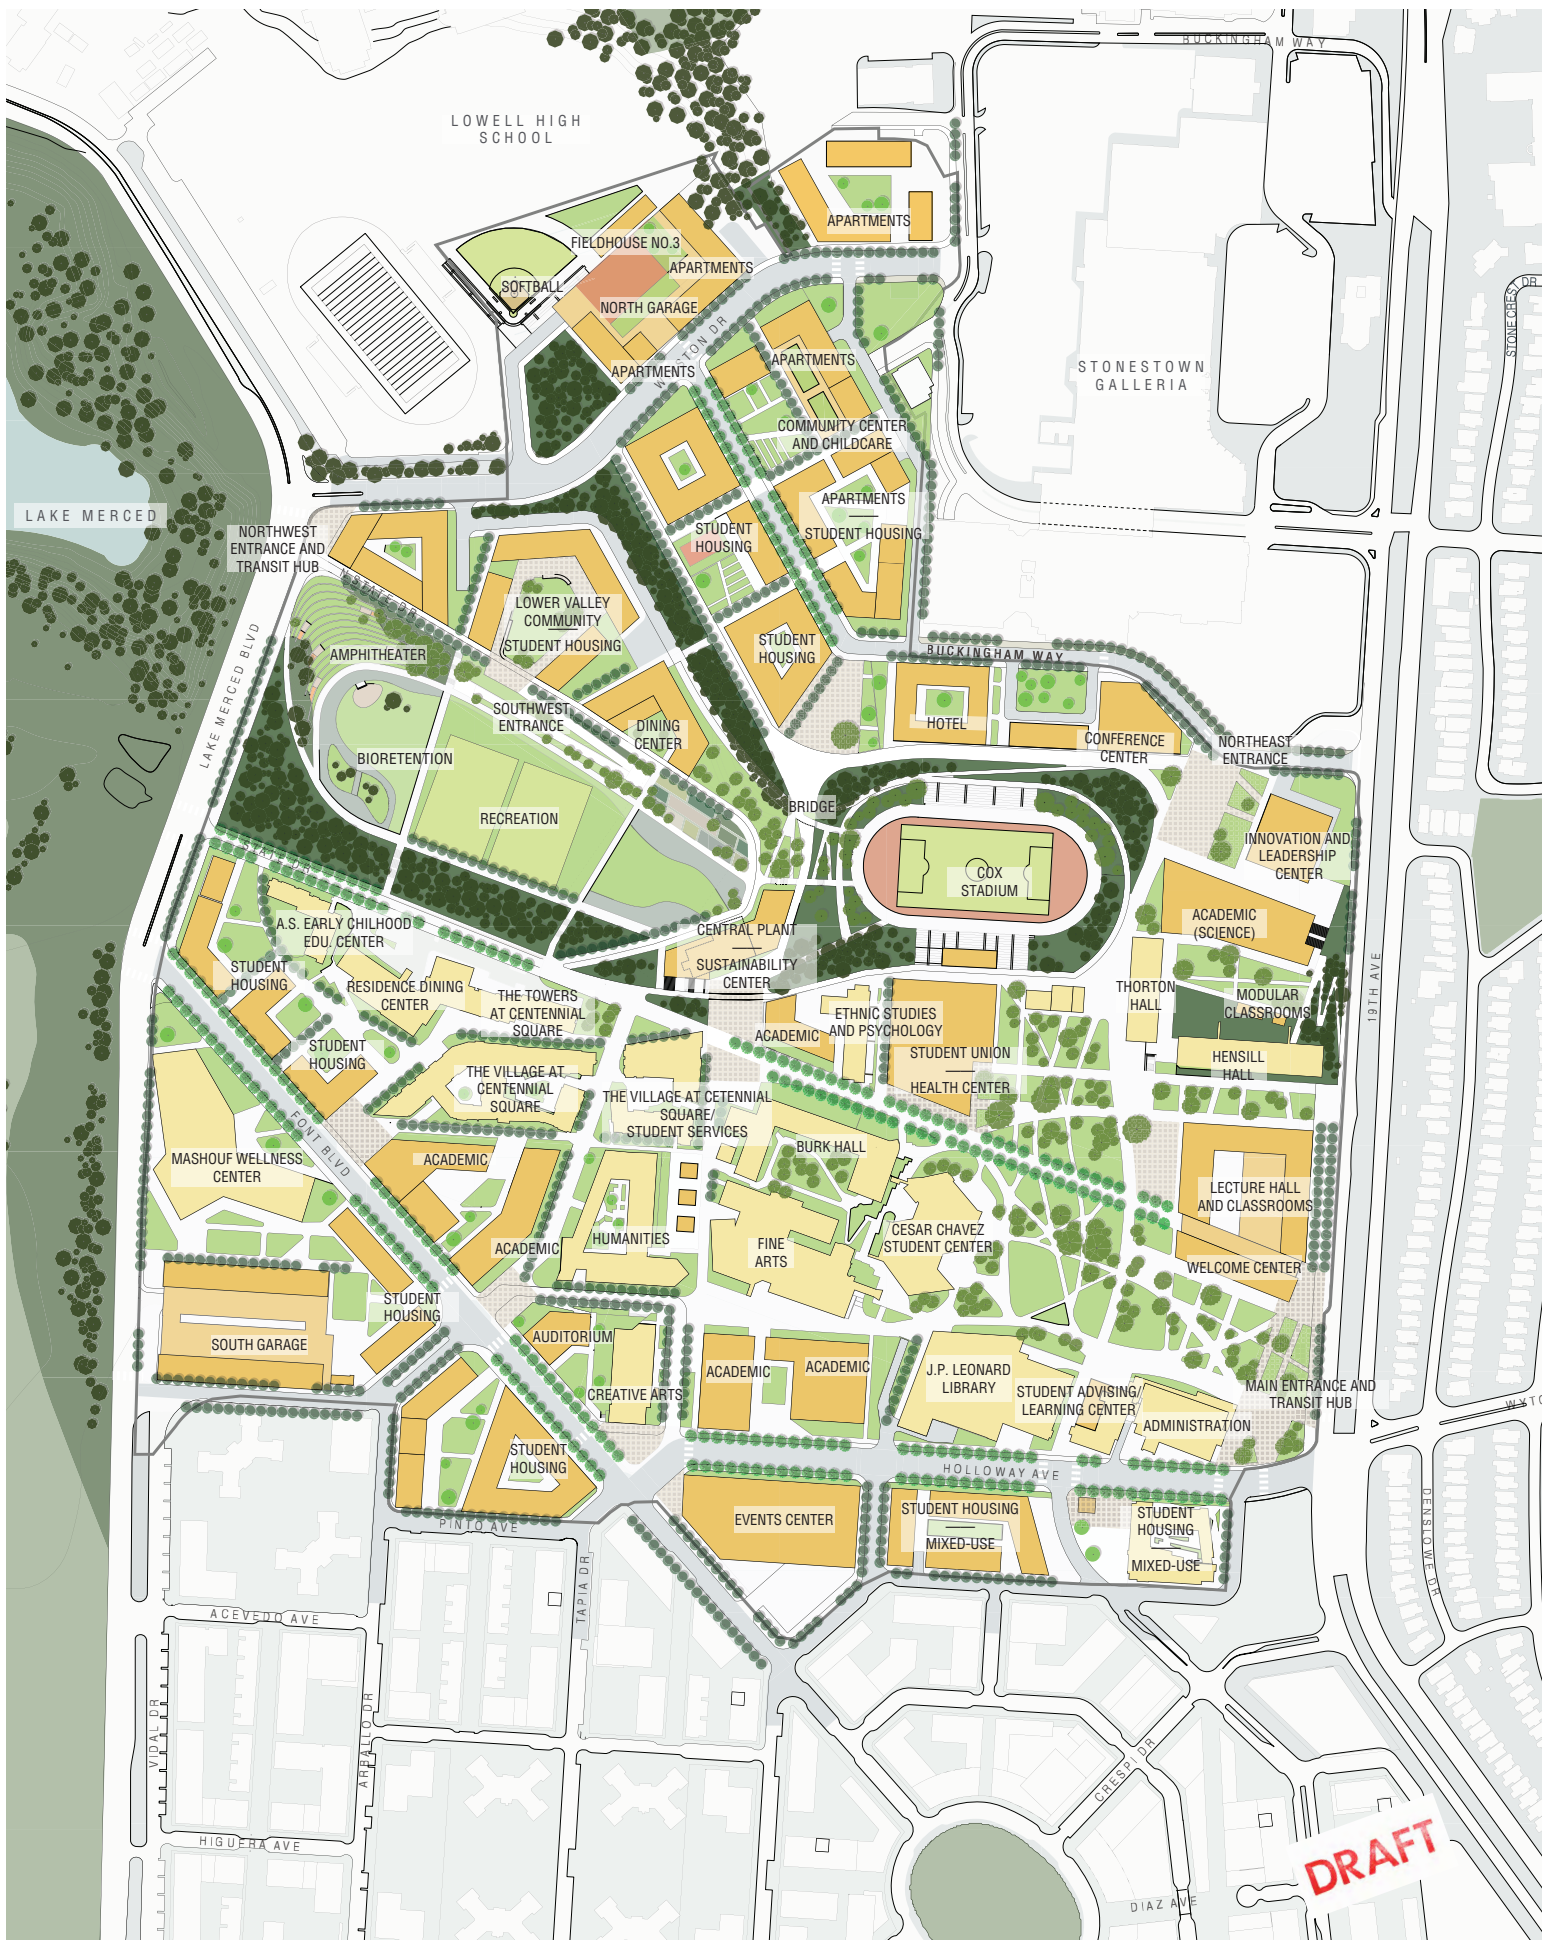 BUCKINGHAM WAY
LOWELL HIGH
SCHOOL
APARTMENTS
FIELDHOUSE NO.3
APARTMENTS
SOFTBALL
NORTH GARAGE
STONECREST DR
WINSTON DR
APARTMENTS
APARTMENTS
STONESTOWN
GALLERIA
COMMUNITY CENTER
AND CHILDCARE
APARTMENTS
STUDENT HOUSING
LAKE MERCED
NORTHWEST
ENTRANCE AND
TRANSIT HUB
STUDENT
HOUSING
N STATE DR
LOWER VALLEY
COMMUNITY
STUDENT HOUSING
AMPHITHEATER
STUDENT
HOUSING
BUCKINGHAM WAY
LAKE MERCED BLVD
SOUTHWEST
ENTRANCE
DINING
CENTER
HOTEL
CONFERENCE
CENTER
NORTHEAST
ENTRANCE
BIORETENTION
RECREATION
BRIDGE
INNOVATION AND
LEADERSHIP
CENTER
STATE DR
COX
STADIUM
A.S. EARLY CHILHOOD
EDU. CENTER
CENTRAL PLANT
SUSTAINABILITY
CENTER
ACADEMIC
(SCIENCE)
STUDENT
HOUSING
RESIDENCE DINING
CENTER
THE TOWERS
AT CENTENNIAL
SQUARE
ACADEMIC
ETHNIC STUDIES
AND PSYCHOLOGY
THORTON
HALL
MODULAR
CLASSROOMS
19TH AVE
STUDENT
HOUSING
STUDENT UNION
HEALTH CENTER
HENSILL
HALL
THE VILLAGE AT
CENTENNIAL
SQUARE
THE VILLAGE AT CETENNIAL
SQUARE/
STUDENT SERVICES
FONT BLVD
BURK HALL
MASHOUF WELLNESS
CENTER
ACADEMIC
LECTURE HALL
AND CLASSROOMS
ACADEMIC
HUMANITIES
FINE
ARTS
CESAR CHAVEZ
STUDENT CENTER
WELCOME CENTER
STUDENT
HOUSING
SOUTH GARAGE
AUDITORIUM
CREATIVE ARTS
ACADEMIC
ACADEMIC
J.P. LEONARD
LIBRARY
STUDENT ADVISING/
LEARNING CENTER
ADMINISTRATION
MAIN ENTRANCE AND
TRANSIT HUB
STUDENT
HOUSING
HOLLOWAY AVE
PINTO AVE
EVENTS CENTER
STUDENT HOUSING
MIXED-USE
STUDENT
HOUSING
MIXED-USE
DENSLOWE DR
TAPIA DR
ACEVEDO AVE
VIDAL DR
ARBALLO DR
CRESPI DR
HIGUERA AVE
DIAZ AVE
DRAFT